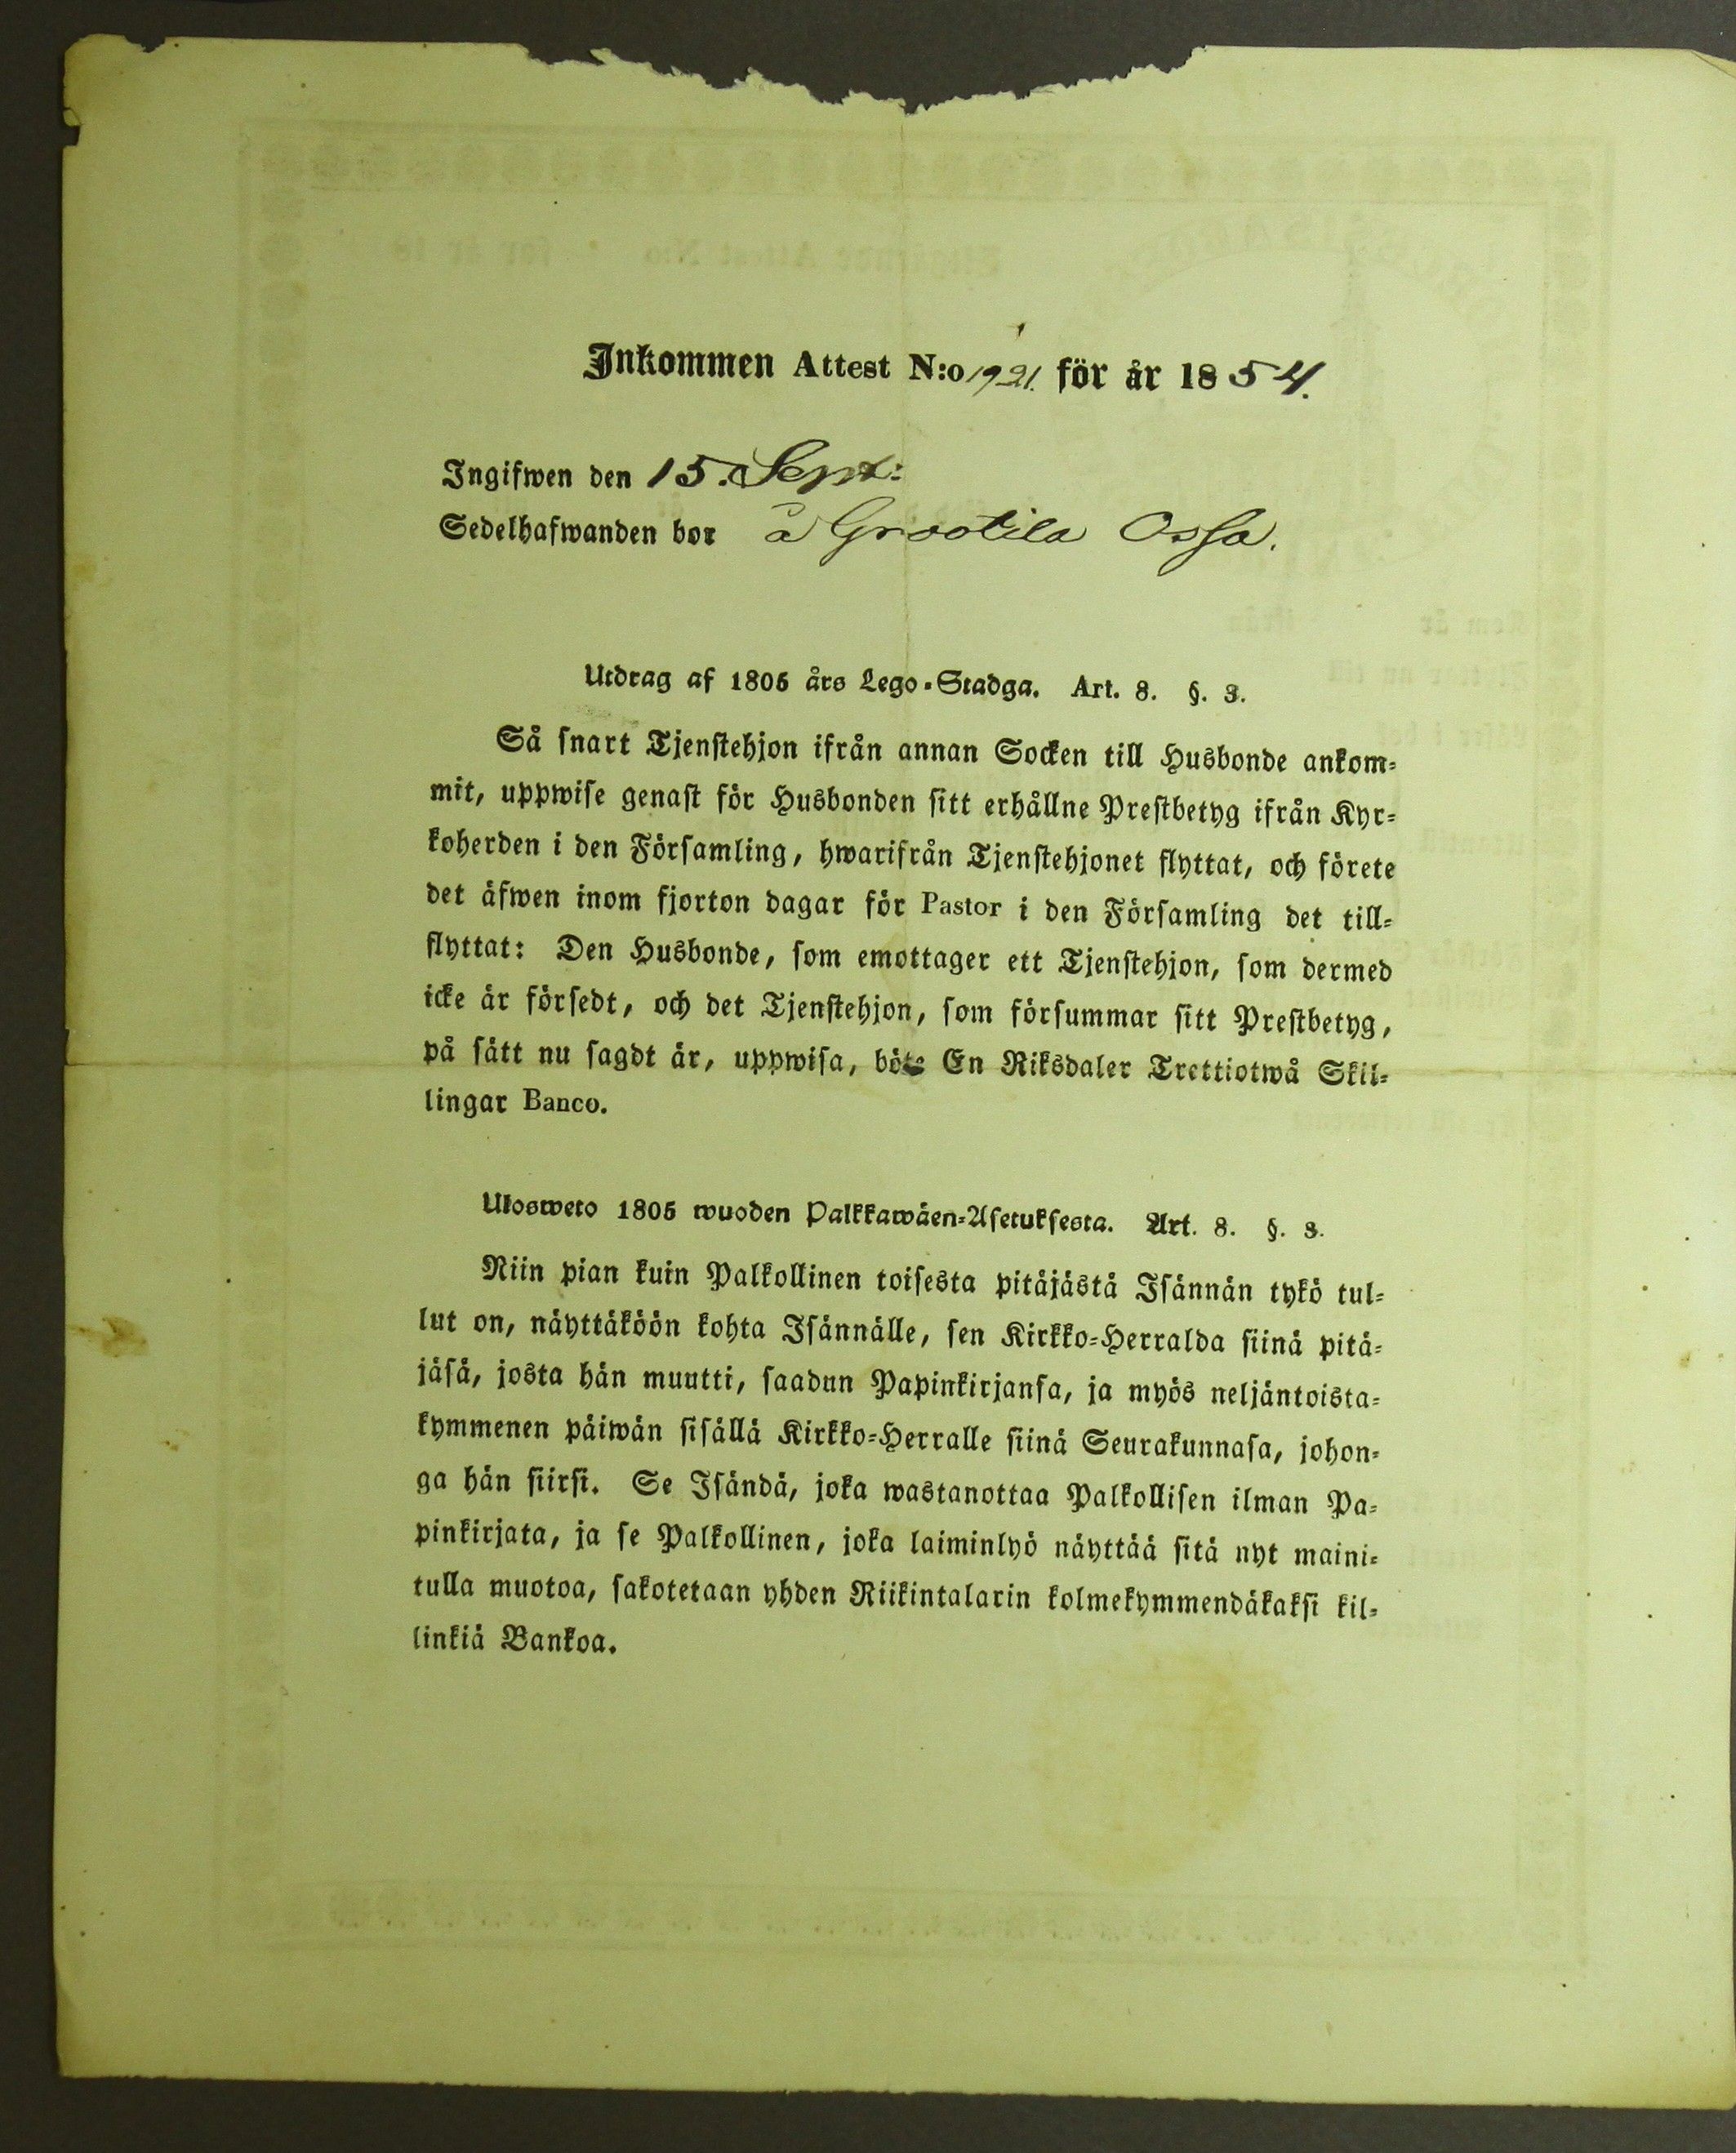 Inkommen Attest N:o 1921. för år 1854.
Ingifwen den 15. Sept:
Sedelhafwanden bor å Grootila Ossa.
Utdrag af 1805 års Lego-Stadga. Art. 8. §. 3.
Så snart Tjenstehjon ifrån annan Socken till Husbonde ankom-
mit, uppwise genast för Husbonden sitt erhållne Prestbetyg ifrån Kyr-
koherden i den Församling, hwarifrån Tjenstehjonet flyttat, och förete
det äfwen inom fjorton dagar för Pastor i den Församling det till-
flyttat: Den Husbonde, som emottager ett Tjenstehjon, som dermed
icke är försedt, och det Tjenstehjon, som försummar sitt Prestbetyg,
på sätt nu sagdt är, uppwisa, böte En Riksdaler Trettiotwå Skil-
lingar Banco.
Ulosweto 1805 wuoden Palkkawäen-Asetuksesta. Art. 8. §. 3.
Niin pian kuin Palkollinen toisesta pitäjästä Isännän tykö tul-
lut on, näyttäköön kohta Isännälle, sen Kirkko-Herralda siinä pitä-
jäsä, josta hän muutti, saadun Papinkirjansa, ja myös neljäntoista-
kymmenen päiwän sisällä Kirkko-Herralle siinä Seurakunnasa, johon-
ga hän siirsi. Se Isändä, joka wastanottaa Palkollisen ilman Pa-
pinkirjata, ja se Palkollinen, joka laiminlyö näyttää sitä nyt maini-
tulla muotoa, sakotetaan yhden Riikintalarin kolmekymmendäkaksi kil-
linkiä Bankoa.